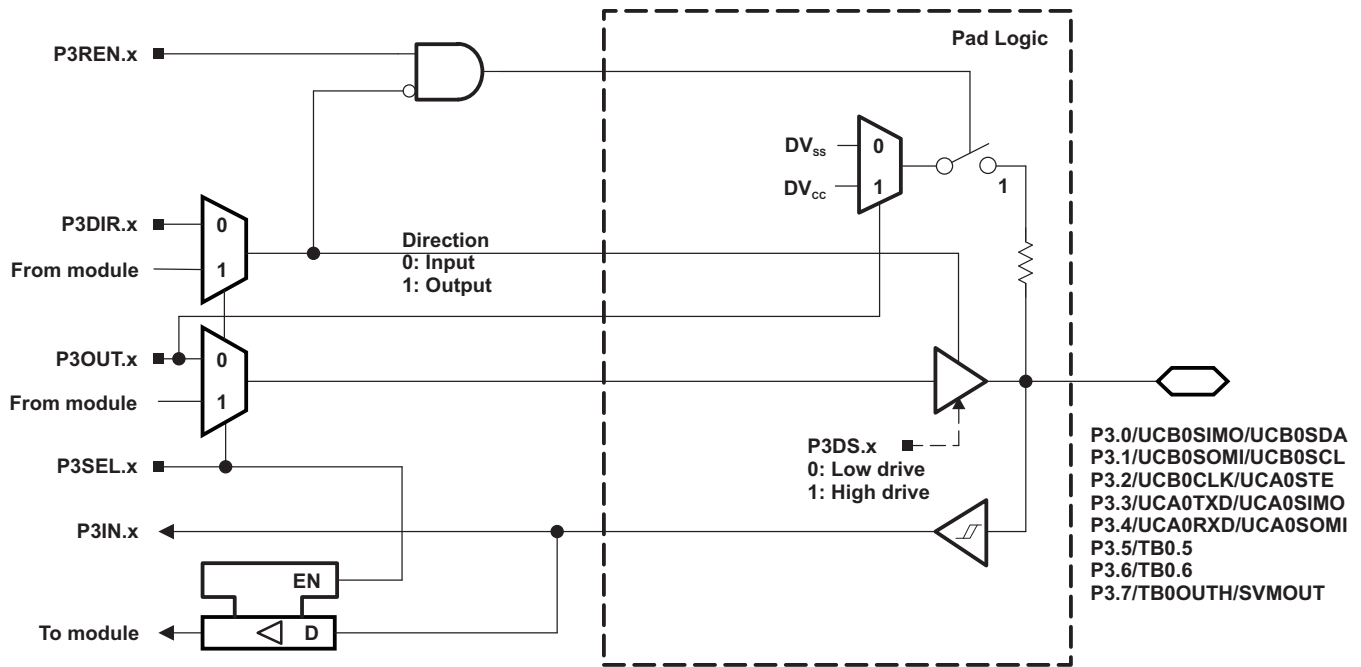 Pad Logic
P3REN.x
DVSS
0
DVCC
1
1
P3DIR.x
0
From module
1
Direction
0: Input
1: Output
P3OUT.x
0
From module
1
P3SEL.x
P3DS.x
0: Low drive
1: High drive
P3IN.x
EN
To module
D
P3.0/UCB0SIMO/UCB0SDA
P3.1/UCB0SOMI/UCB0SCL
P3.2/UCB0CLK/UCA0STE
P3.3/UCA0TXD/UCA0SIMO
P3.4/UCA0RXD/UCA0SOMI
P3.5/TB0.5
P3.6/TB0.6
P3.7/TB0OUTH/SVMOUT